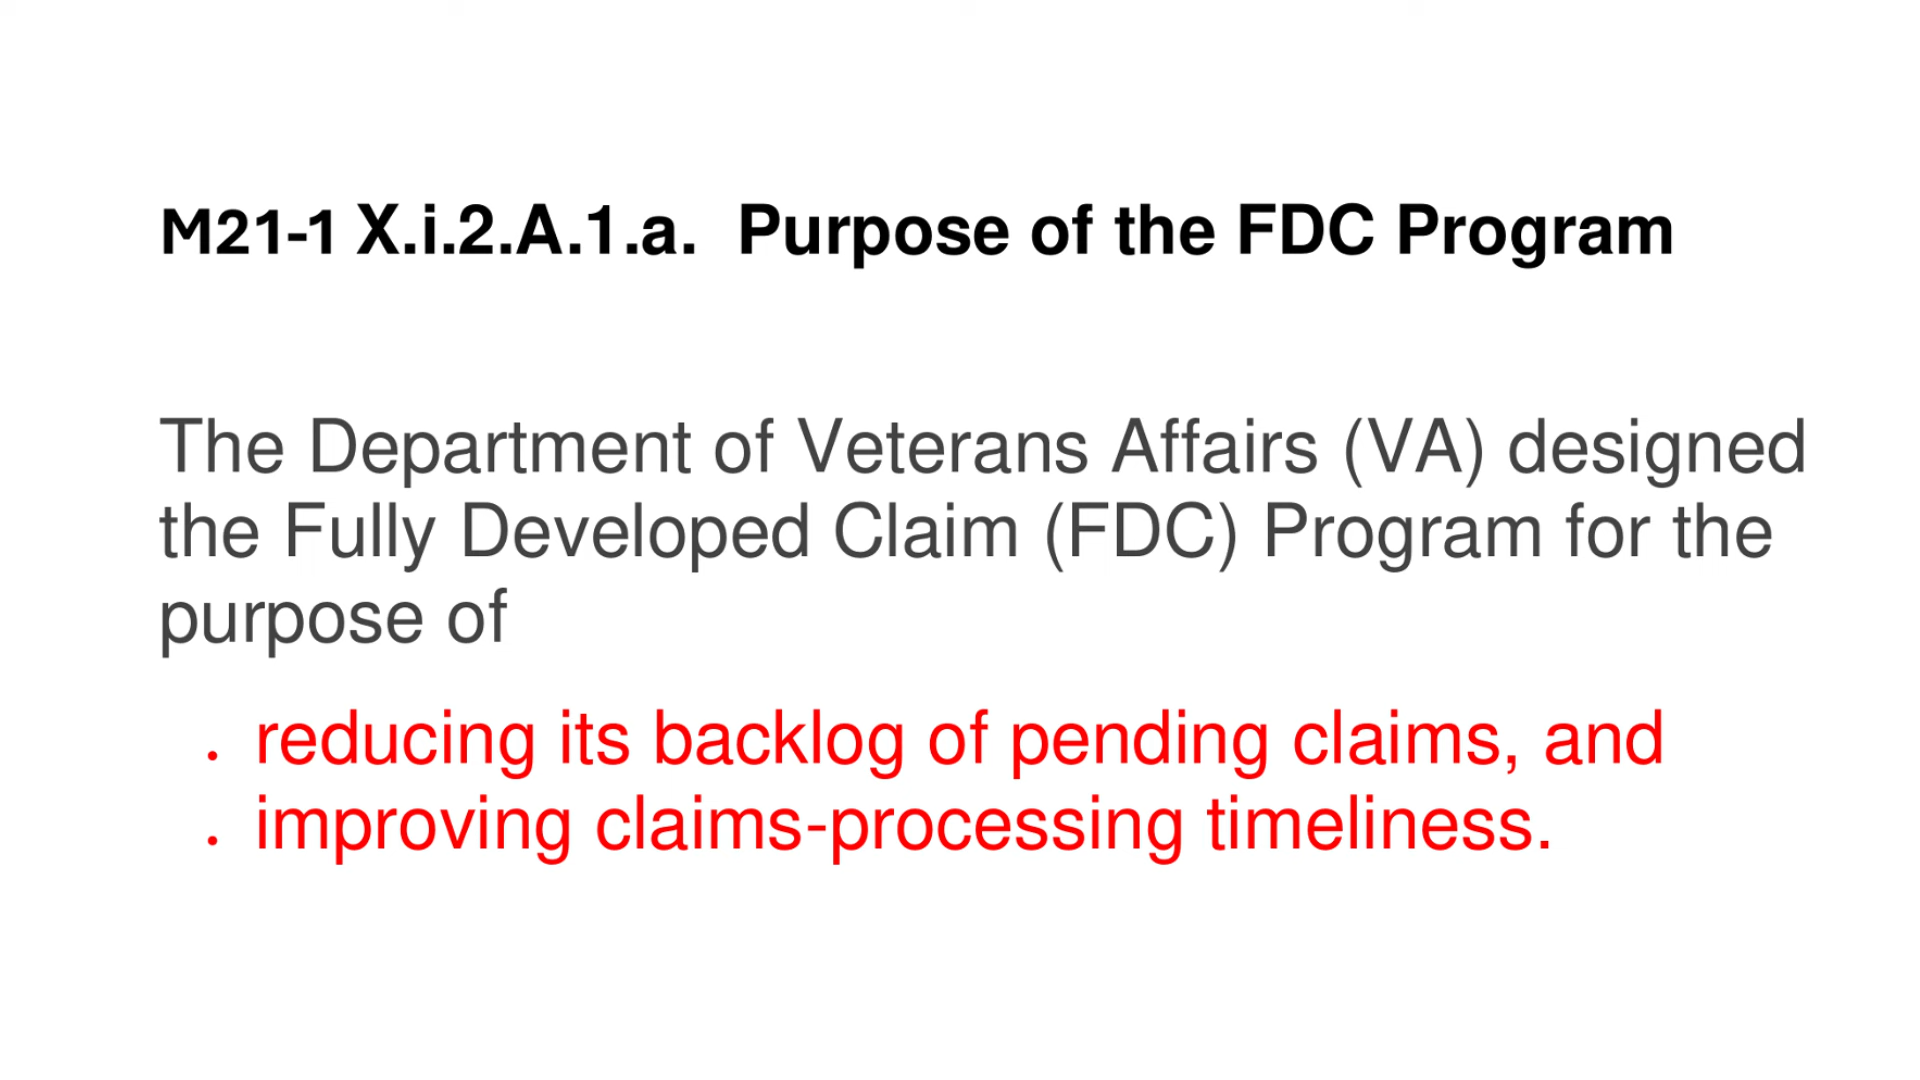 M21-1 X.i.2.A.1.a.  Purpose of the FDC Program
The Department of Veterans Affairs (VA) designed
the Fully Developed Claim (FDC) Program for the
purpose of
• reducing its backlog of pending claims, and
• improving claims-processing timeliness.